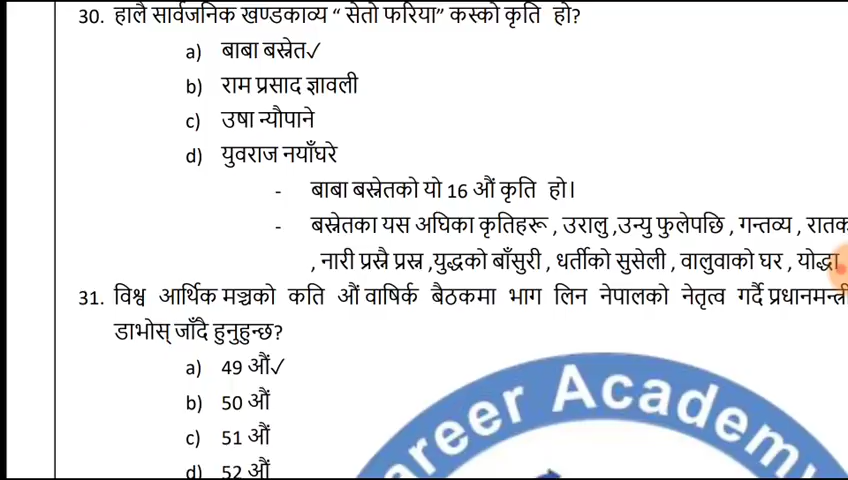 30. हालै सार्वजनिक खण्डकाव्य “ सेतो फरिया” कस्को कृति हो?
a) बाबा बस्नेत✓
b) राम प्रसाद ज्ञावली
c) उषा न्यौपाने
d) युवराज नयाँघरे
- बाबा बस्नेतको यो 16 औं कृति हो।
- बस्नेतका यस अघिका कृतिहरू , उरालु ,उन्यु फुलेपछि , गन्तव्य ,
, नारी प्रस्नै प्रस्न ,युद्धको बाँसुरी , धर्तीको सुसेली , वालुवाको घर , योद्धा
31. विश्व आर्थिक मञ्चको कति औं वाषिर्क बैठकमा भाग लिन नेपालको नेतृत्व गर्दै प्रधानमन्त्री
डाभोस् जाँदै हुनुहुन्छ?
a) 49 औं✓
b) 50 औं
c) 51 औं
d) 52 औं
Academ